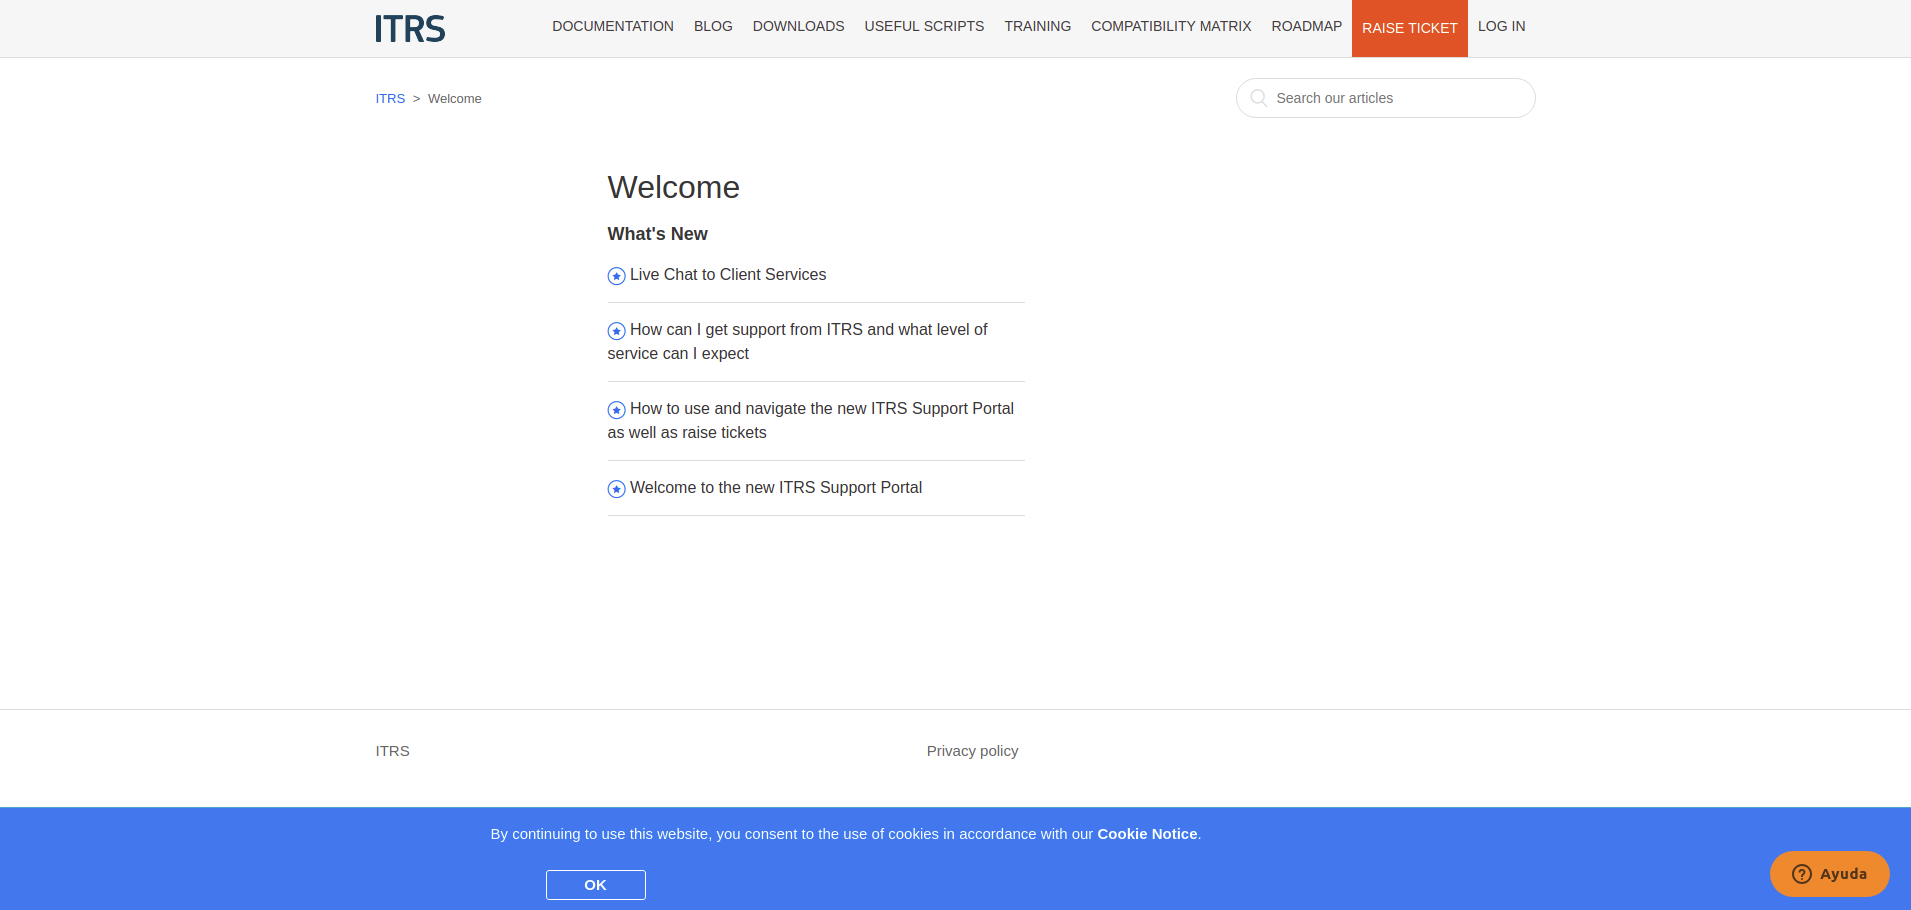 ITRS
DOCUMENTATION
BLOG
DOWNLOADS
USEFUL SCRIPTS
TRAINING
COMPATIBILITY MATRIX
ROADMAP
RAISE TICKET
LOG IN
ITRS > Welcome
Search our articles
Welcome
What's New
Live Chat to Client Services
How can I get support from ITRS and what level of
service can I expect
How to use and navigate the new ITRS Support Portal
as well as raise tickets
Welcome to the new ITRS Support Portal
ITRS
Privacy policy
By continuing to use this website, you consent to the use of cookies in accordance with our Cookie Notice.
OK
Ayuda